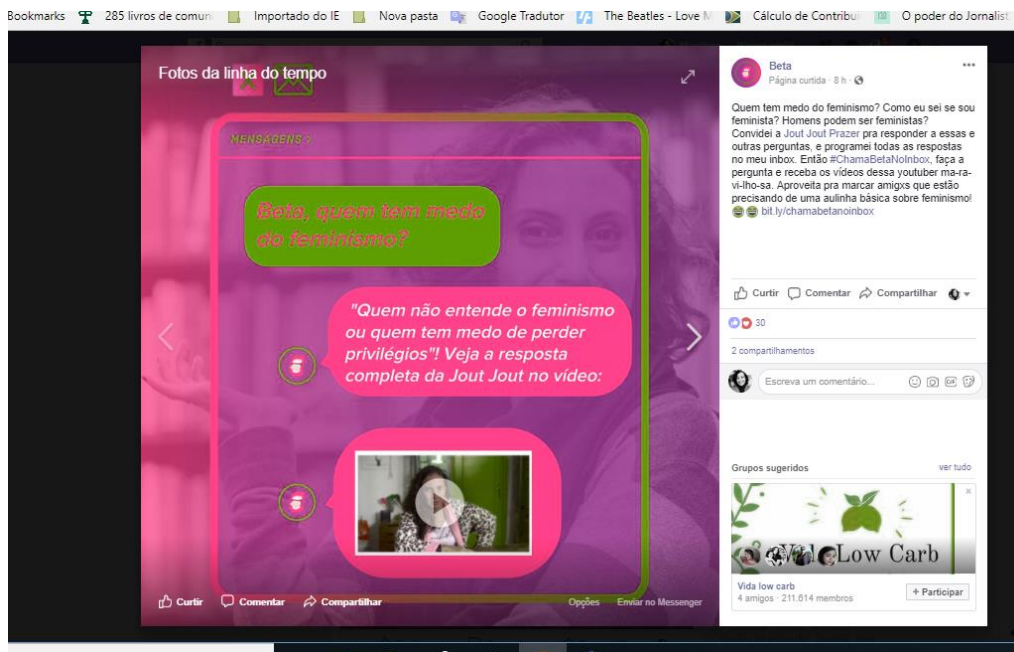 Bookmarks 285 livros de comun Importado do IE Nova pasta Google Tradutor The Beatles - Love M Cálculo de Contribu O poder do Jornalist
Fotos da linha do tempo
MENSAGENS >
Beta, quem tem medo
do feminismo?
"Quem não entende o feminismo
ou quem tem medo de perder
privilégios"! Veja a resposta
completa da Jout Jout no vídeo:
Curtir Comentar Compartilhar Opções Enviar no Messenger
Beta
Página curtida · 8 h ·
Quem tem medo do feminismo? Como eu sei se sou
feminista? Homens podem ser feministas?
Convidei a Jout Jout Prazer pra responder a essas e
outras perguntas, e programei todas as respostas
no meu inbox. Então #ChamaBetaNoInbox, faça a
pergunta e receba os vídeos dessa youtuber ma-ra-
vi-lho-sa. Aproveita pra marcar amigxs que estão
precisando de uma aulinha básica sobre feminismo!
bit.ly/chamabetanoinbox
Curtir Comentar Compartilhar
30
2 compartilhamentos
Escreva um comentário...
GIF
Grupos sugeridos ver tudo
Low Carb
Vida low carb
4 amigos · 211.614 membros
+ Participar